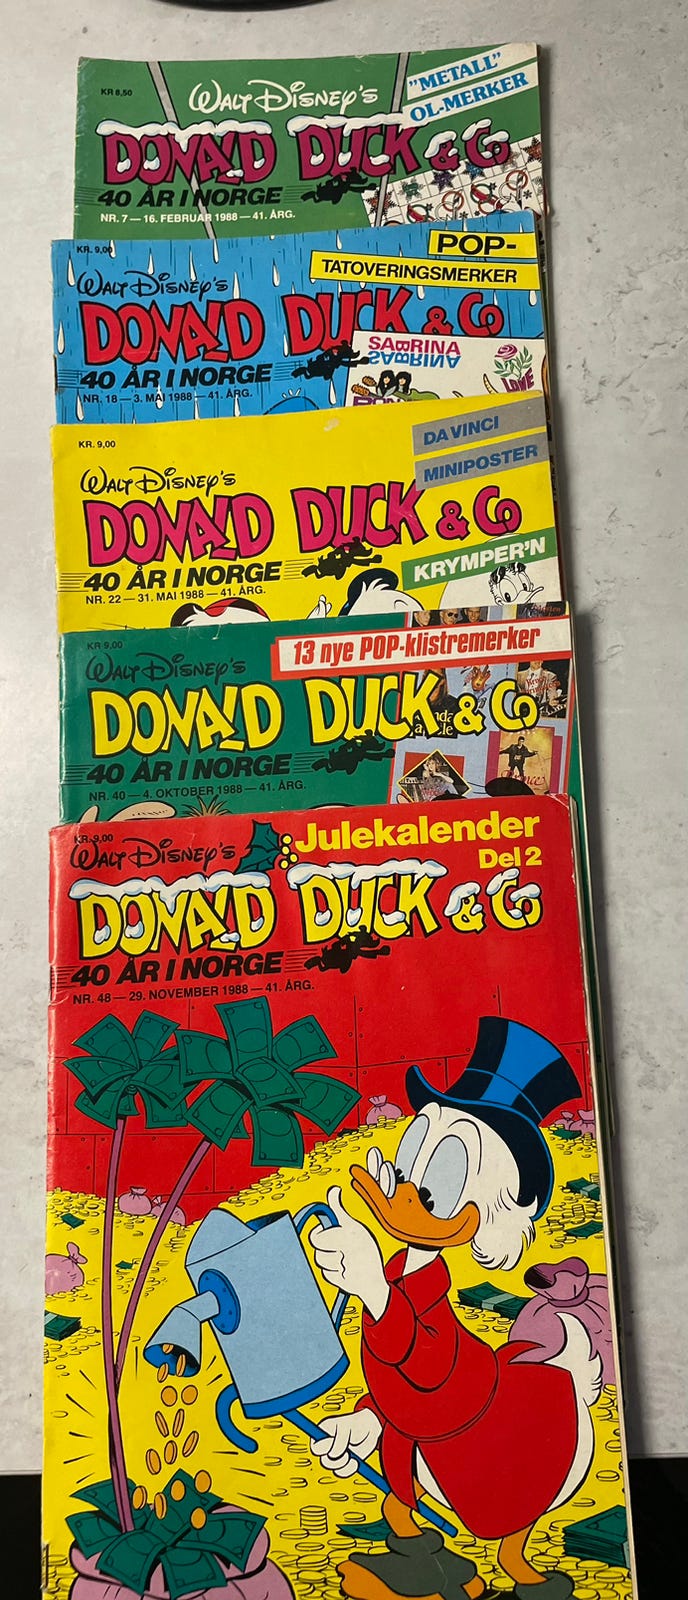 KR 8,50
WALT DISNEY'S
"METALL"
OL-MERKER
DONALD DUCK & Co
40 ÅR I NORGE
NR. 7 — 16. FEBRUAR 1988 — 41. ÅRG.
KR. 9,00
POP-
TATOVERINGSMERKER
WALT DISNEY'S
DONALD DUCK & Co
SABRINA
SABRINA
40 ÅR I NORGE
LOVE
NR. 18 — 3. MAI 1988 — 41. ÅRG.
KR. 9,00
DA VINCI
MINIPOSTER
WALT DISNEY'S
DONALD DUCK & Co
KRYMPER'N
40 ÅR I NORGE
NR. 22 — 31. MAI 1988 — 41. ÅRG.
KR 9,00
13 nye POP-klistremerker
WALT DISNEY'S
DONALD DUCK & Co
40 ÅR I NORGE
NR. 40 — 4. OKTOBER 1988 — 41. ÅRG.
KR. 9,00
Julekalender
Del 2
WALT DISNEY'S
DONALD DUCK & Co
40 ÅR I NORGE
NR. 48 — 29. NOVEMBER 1988 — 41. ÅRG.